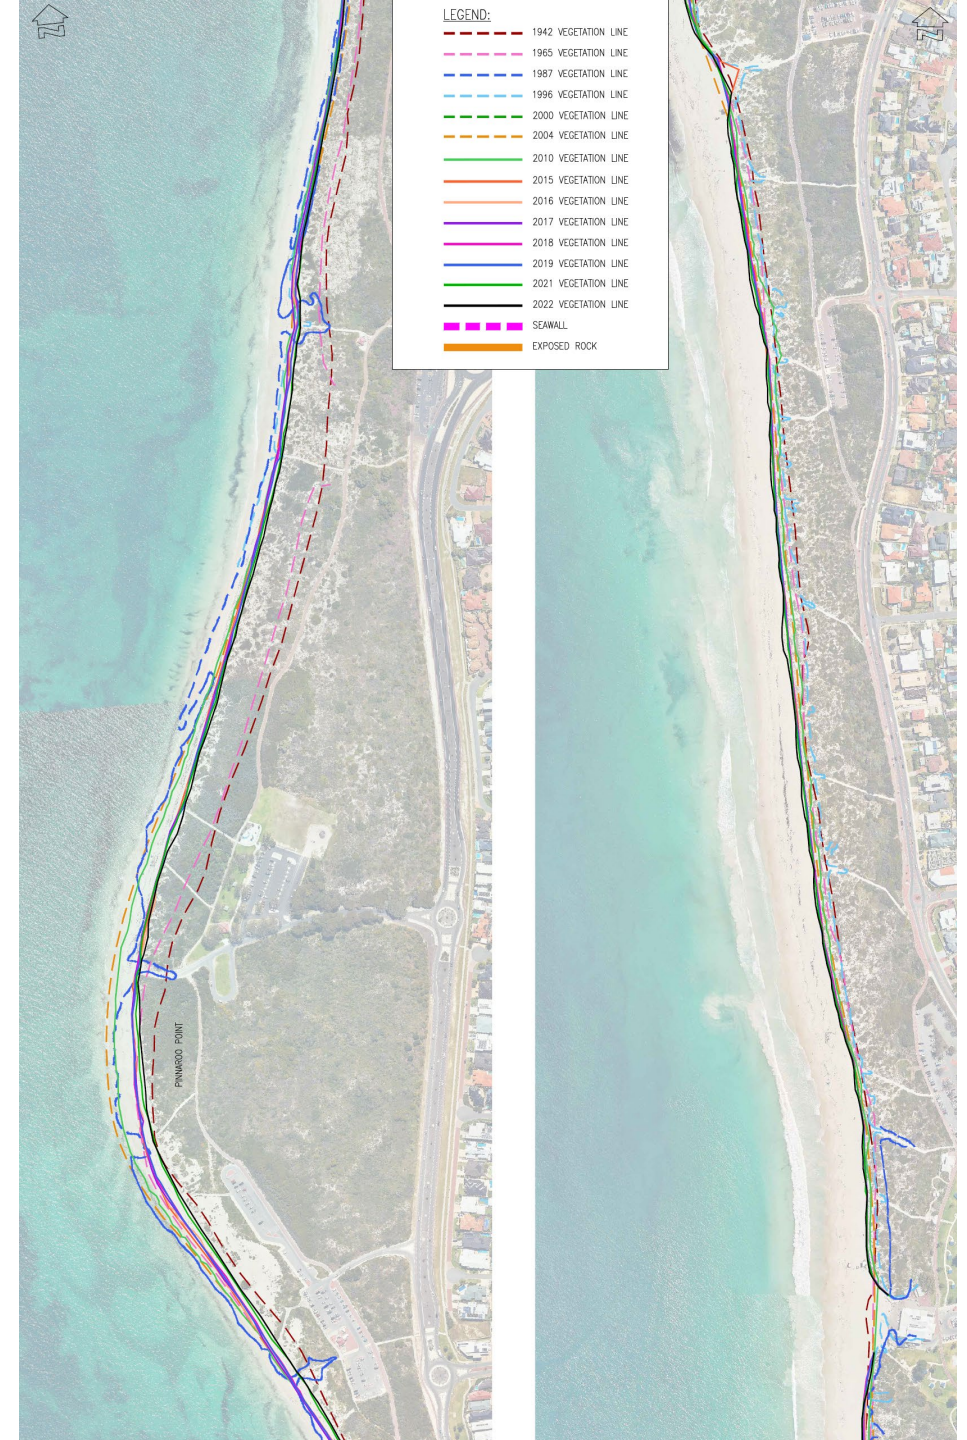 LEGEND:
1942 VEGETATION LINE
1965 VEGETATION LINE
1987 VEGETATION LINE
1996 VEGETATION LINE
2000 VEGETATION LINE
2004 VEGETATION LINE
2010 VEGETATION LINE
2015 VEGETATION LINE
2016 VEGETATION LINE
2017 VEGETATION LINE
2018 VEGETATION LINE
2019 VEGETATION LINE
2021 VEGETATION LINE
2022 VEGETATION LINE
SEAWALL
EXPOSED ROCK
PINNAROO POINT